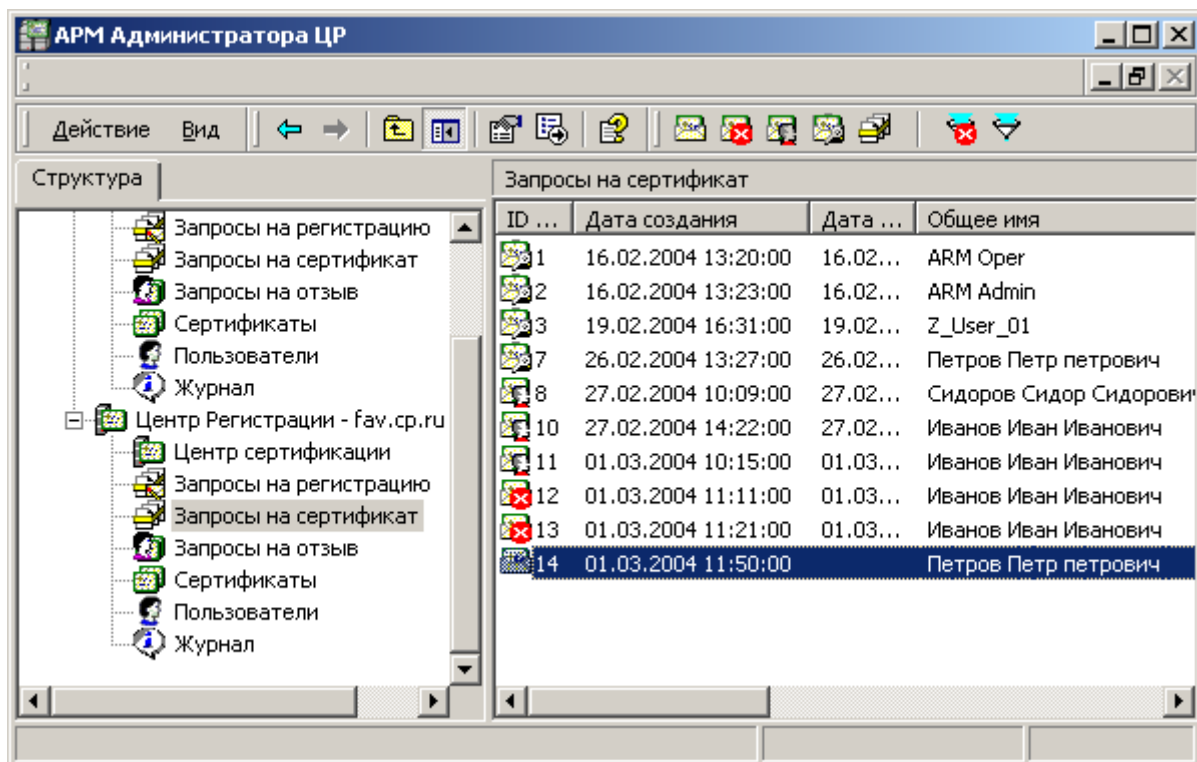 АРМ Администратора ЦР
Действие Вид
Структура
Запросы на регистрацию
Запросы на сертификат
Запросы на отзыв
Сертификаты
Пользователи
Журнал
Центр Регистрации - fav.cp.ru
Центр сертификации
Запросы на регистрацию
Запросы на сертификат
Запросы на отзыв
Сертификаты
Пользователи
Журнал
Запросы на сертификат
ID ... Дата создания Дата ... Общее имя
1 16.02.2004 13:20:00 16.02... ARM Oper
2 16.02.2004 13:23:00 16.02... ARM Admin
3 19.02.2004 16:31:00 19.02... Z_User_01
7 26.02.2004 13:27:00 26.02... Петров Петр петрович
8 27.02.2004 10:09:00 27.02... Сидоров Сидор Сидорович
10 27.02.2004 14:22:00 27.02... Иванов Иван Иванович
11 01.03.2004 10:15:00 01.03... Иванов Иван Иванович
12 01.03.2004 11:11:00 01.03... Иванов Иван Иванович
13 01.03.2004 11:21:00 01.03... Иванов Иван Иванович
14 01.03.2004 11:50:00 Петров Петр петрович